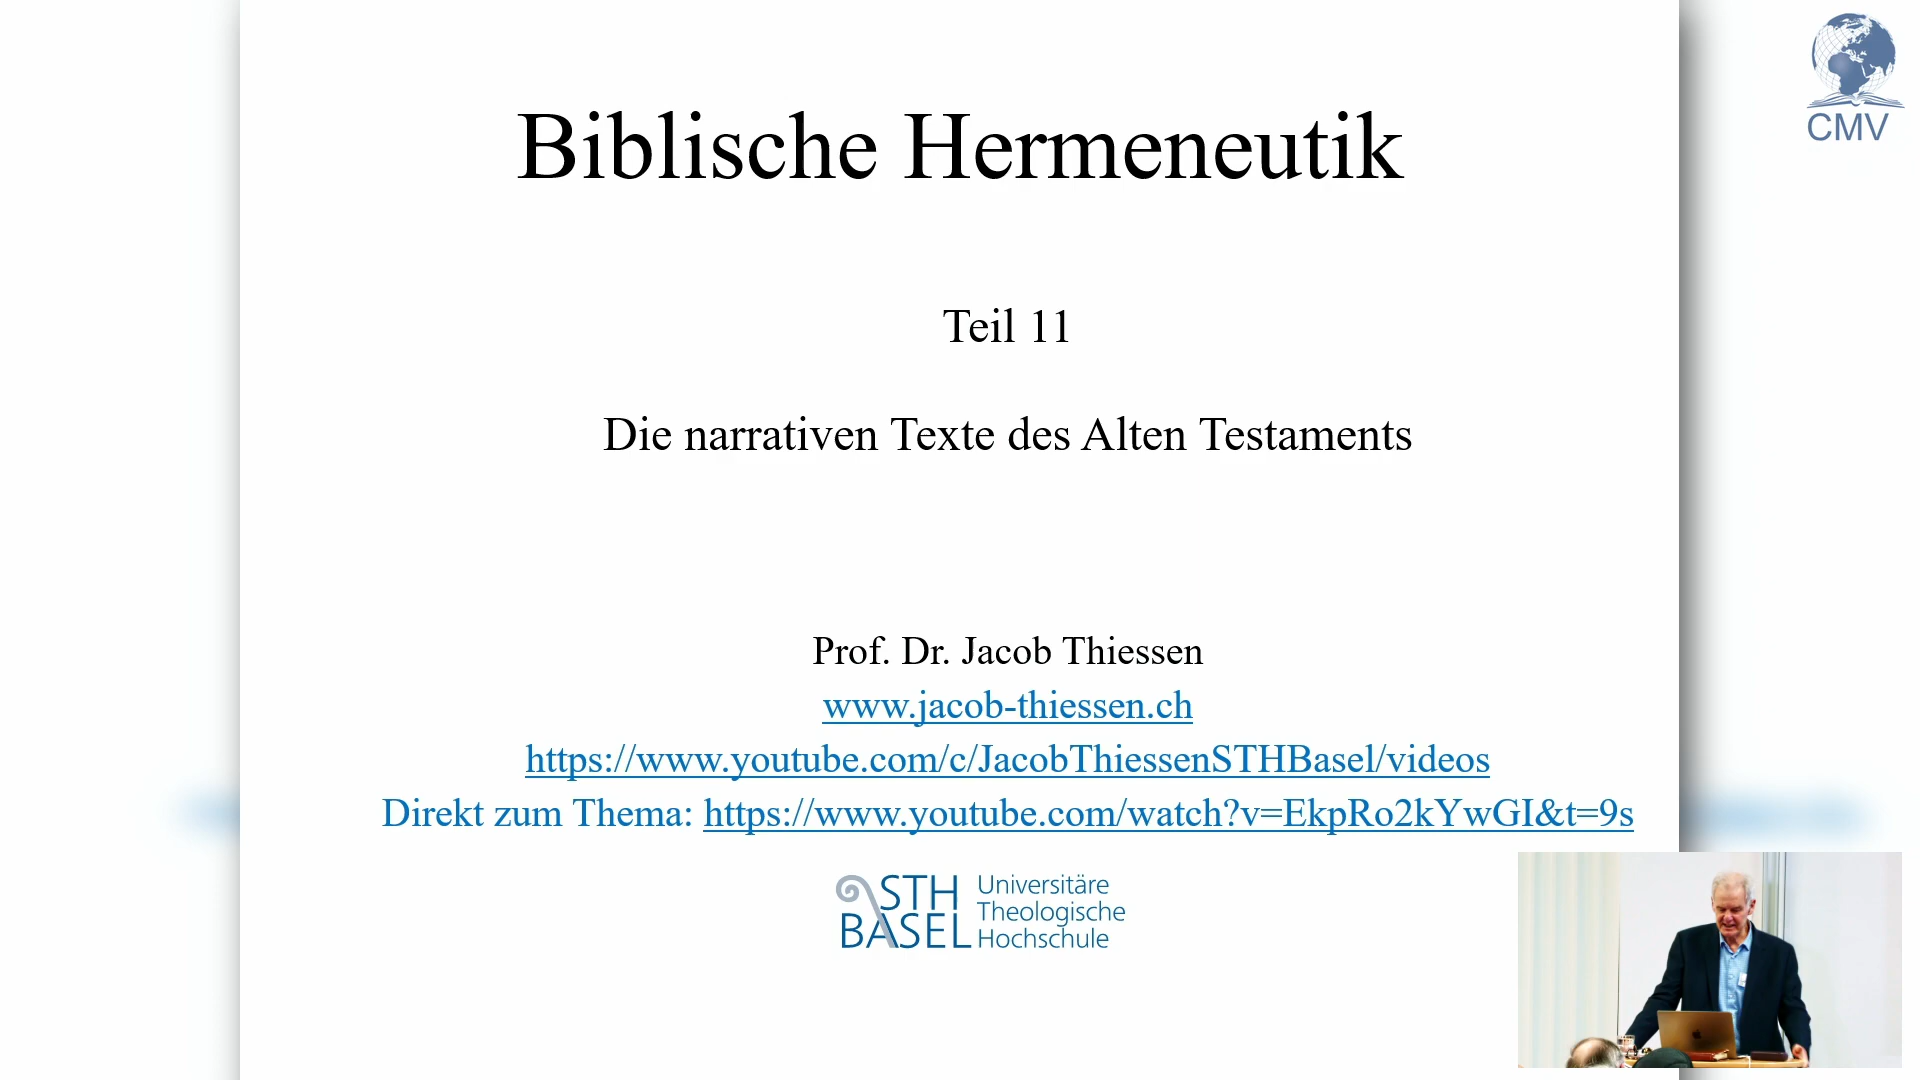 Biblische Hermeneutik
CMV
Teil 11
Die narrativen Texte des Alten Testaments
Prof. Dr. Jacob Thiessen
www.jacob-thiessen.ch
https://www.youtube.com/c/JacobThiessenSTHBasel/videos
Direkt zum Thema: https://www.youtube.com/watch?v=EkpRo2kYwGI&t=9s
STH
BASEL
Universitäre
Theologische
Hochschule